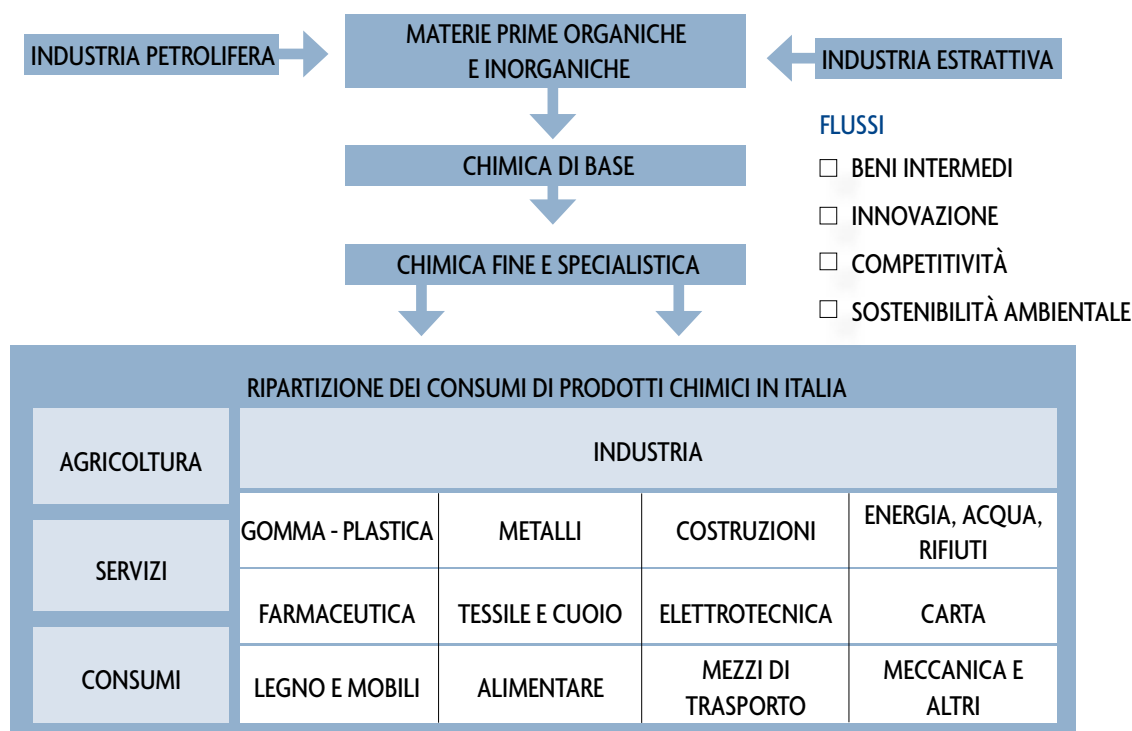 INDUSTRIA PETROLIFERA
MATERIE PRIME ORGANICHE
E INORGANICHE
INDUSTRIA ESTRATTIVA
CHIMICA DI BASE
CHIMICA FINE E SPECIALISTICA
FLUSSI
BENI INTERMEDI
INNOVAZIONE
COMPETITIVITÀ
SOSTENIBILITÀ AMBIENTALE
RIPARTIZIONE DEI CONSUMI DI PRODOTTI CHIMICI IN ITALIA
AGRICOLTURA
SERVIZI
CONSUMI
INDUSTRIA
GOMMA - PLASTICA
METALLI
COSTRUZIONI
ENERGIA, ACQUA,
RIFIUTI
FARMACEUTICA
TESSILE E CUOIO
ELETTROTECNICA
CARTA
LEGNO E MOBILI
ALIMENTARE
MEZZI DI
TRASPORTO
MECCANICA E
ALTRI